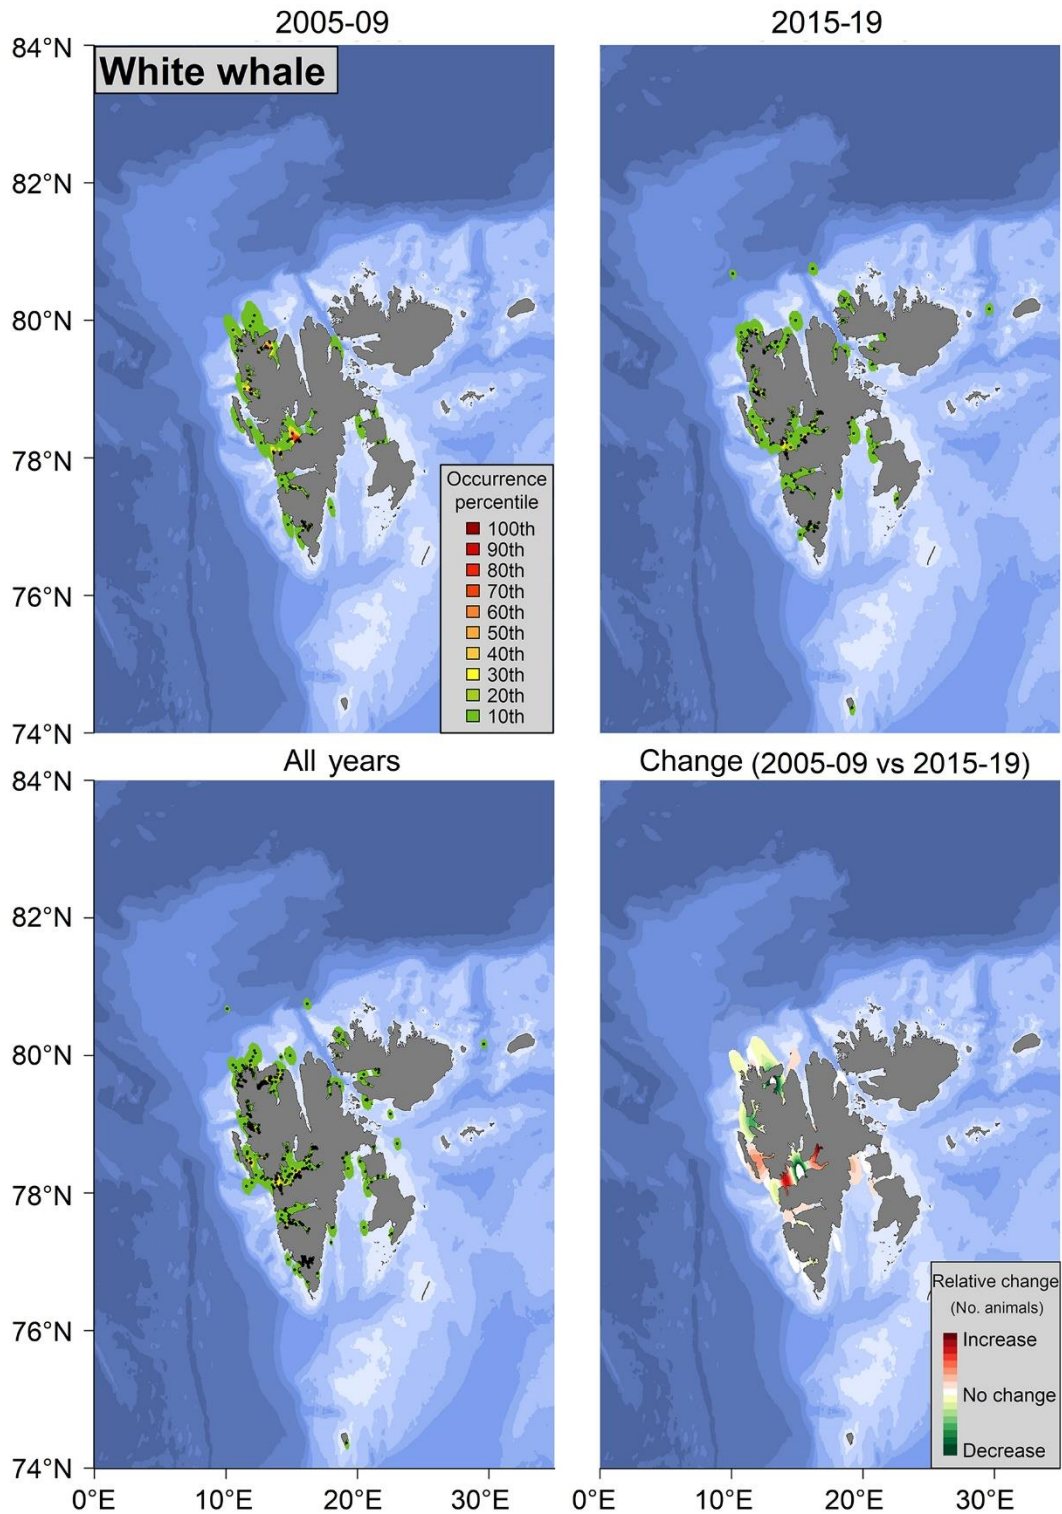 2005-09
2015-19
White whale
84°N
82°N
80°N
78°N
76°N
74°N
Occurrence
percentile
100th
90th
80th
70th
60th
50th
40th
30th
20th
10th
All years
Change (2005-09 vs 2015-19)
84°N
82°N
80°N
78°N
76°N
74°N
Relative change
(No. animals)
Increase
No change
Decrease
0°E
10°E
20°E
30°E
0°E
10°E
20°E
30°E